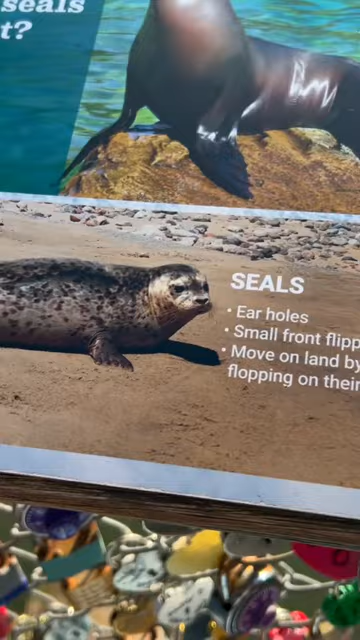 seals
t?
SEALS
• Ear holes
• Small front flipp
• Move on land by
flopping on their